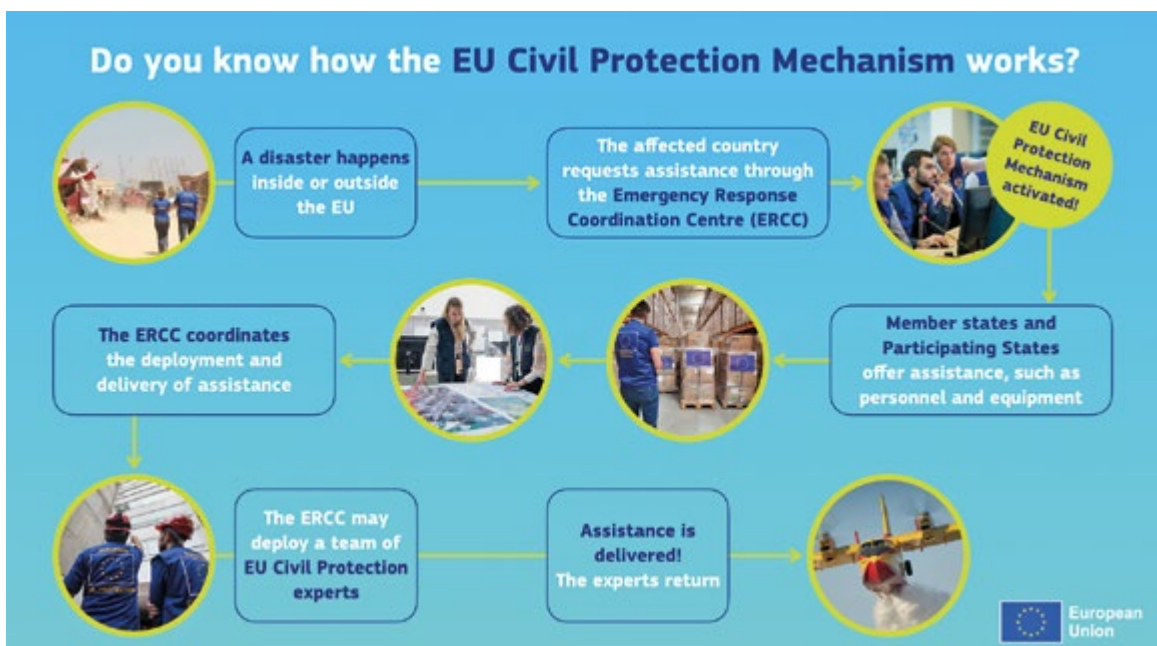 Do you know how the EU Civil Protection Mechanism works?
A disaster happens
inside or outside
the EU
The affected country
requests assistance through
the Emergency Response
Coordination Centre (ERCC)
EU Civil
Protection
Mechanism
activated!
Member states and
Participating States
offer assistance, such as
personnel and equipment
The ERCC coordinates
the deployment and
delivery of assistance
The ERCC may
deploy a team of
EU Civil Protection
experts
Assistance is
delivered!
The experts return
European
Union